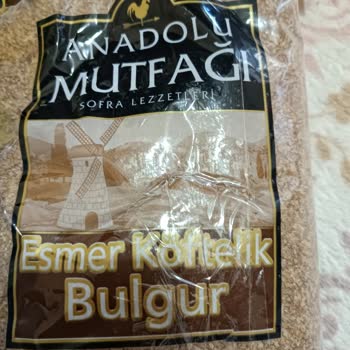 ANADOLU
MUTFAĞI
SOFRA LEZZETLERİ
Esmer Köftelik
Bulgur